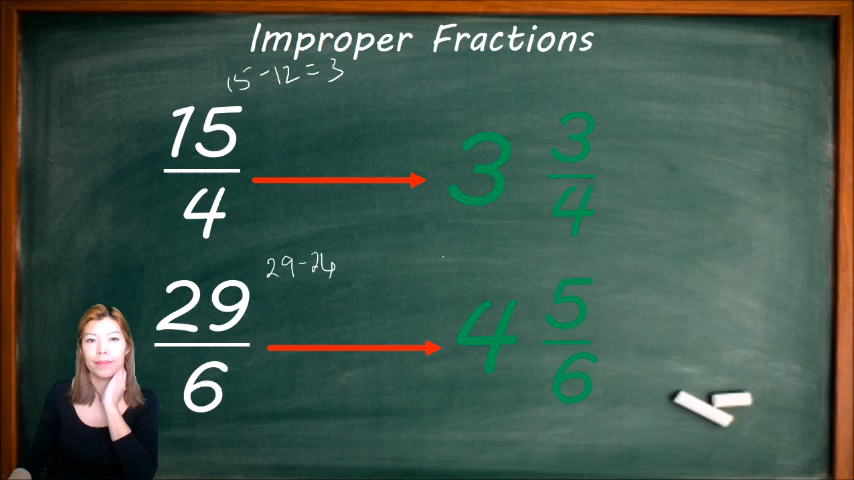 Improper Fractions
15-12=3
15/4 → 3 3/4
29-24
29/6 → 4 5/6